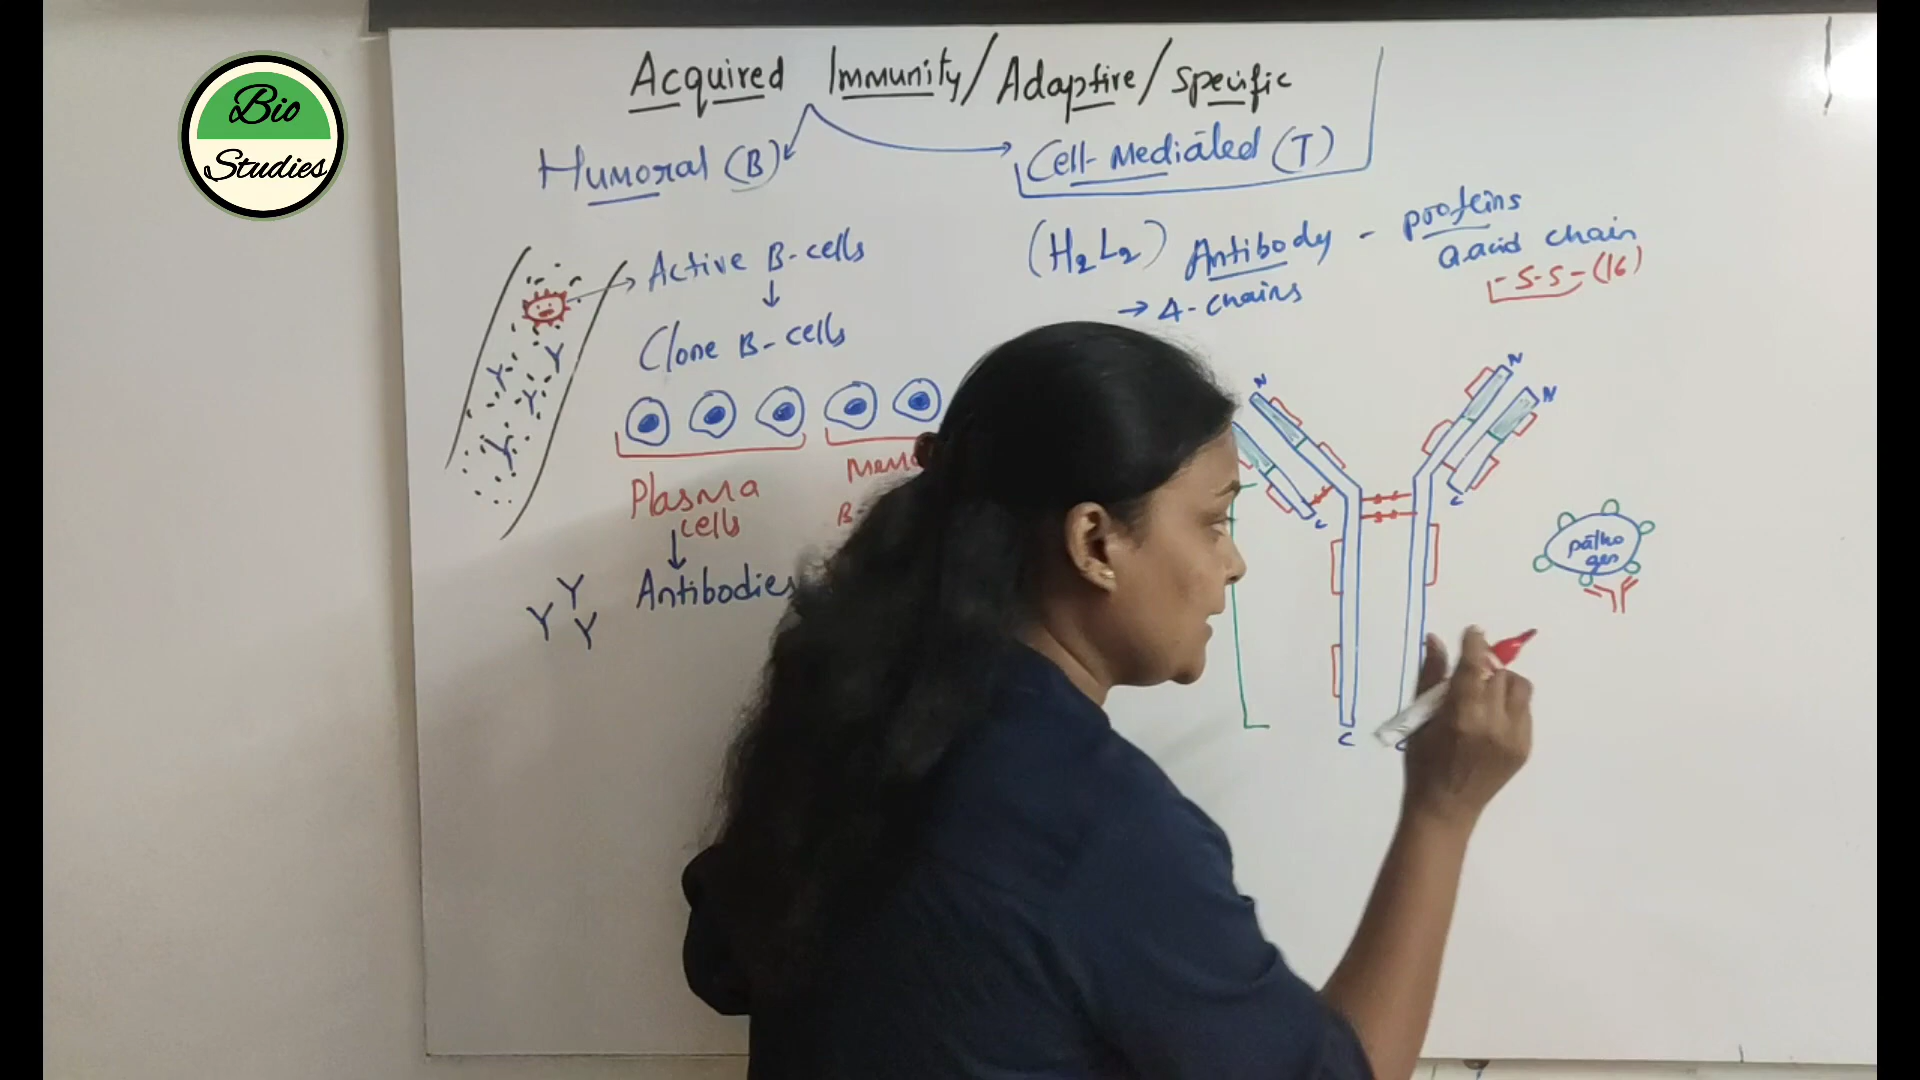 Bio
Studies
Acquired Immunity/Adaptive/Specific
Humoral (B)
Cell-Mediated (T)
Active B-cells
Clone B-cells
Plasma
cells
Antibodies
(H₂L₂) Antibody - proteins
a.acid chain
-S-S-(16)
→ 4-chains
N
N
N
C
C
S-S
S-S
C
patho
gen